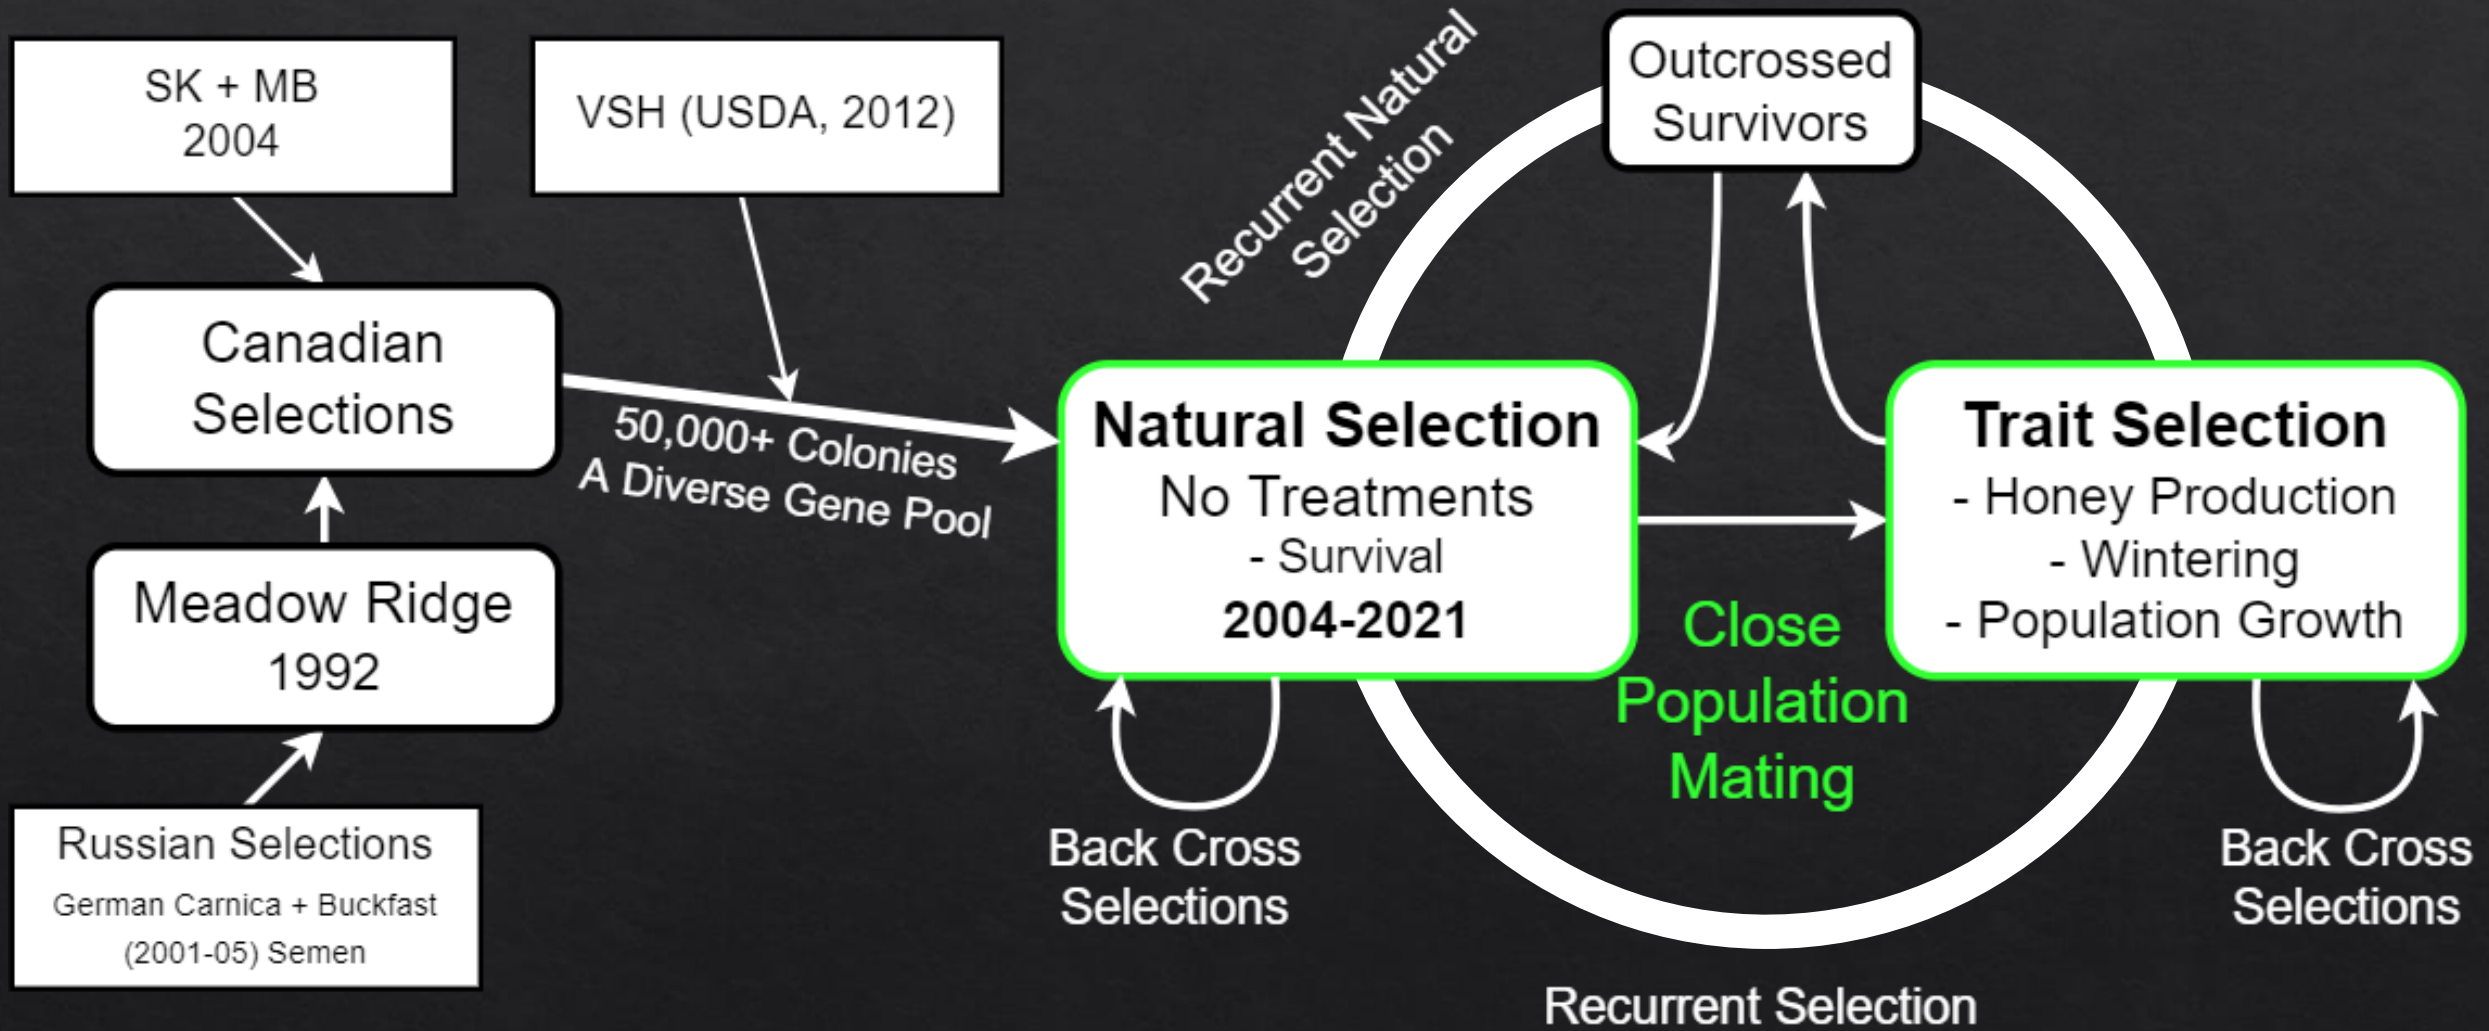 SK + MB
2004
VSH (USDA, 2012)
Canadian
Selections
50,000+ Colonies
A Diverse Gene Pool
Meadow Ridge
1992
Russian Selections
German Carnica + Buckfast
(2001-05) Semen
Recurrent Natural
Selection
Outcrossed
Survivors
Natural Selection
No Treatments
- Survival
2004-2021
Trait Selection
- Honey Production
- Wintering
- Population Growth
Close
Population
Mating
Back Cross
Selections
Back Cross
Selections
Recurrent Selection